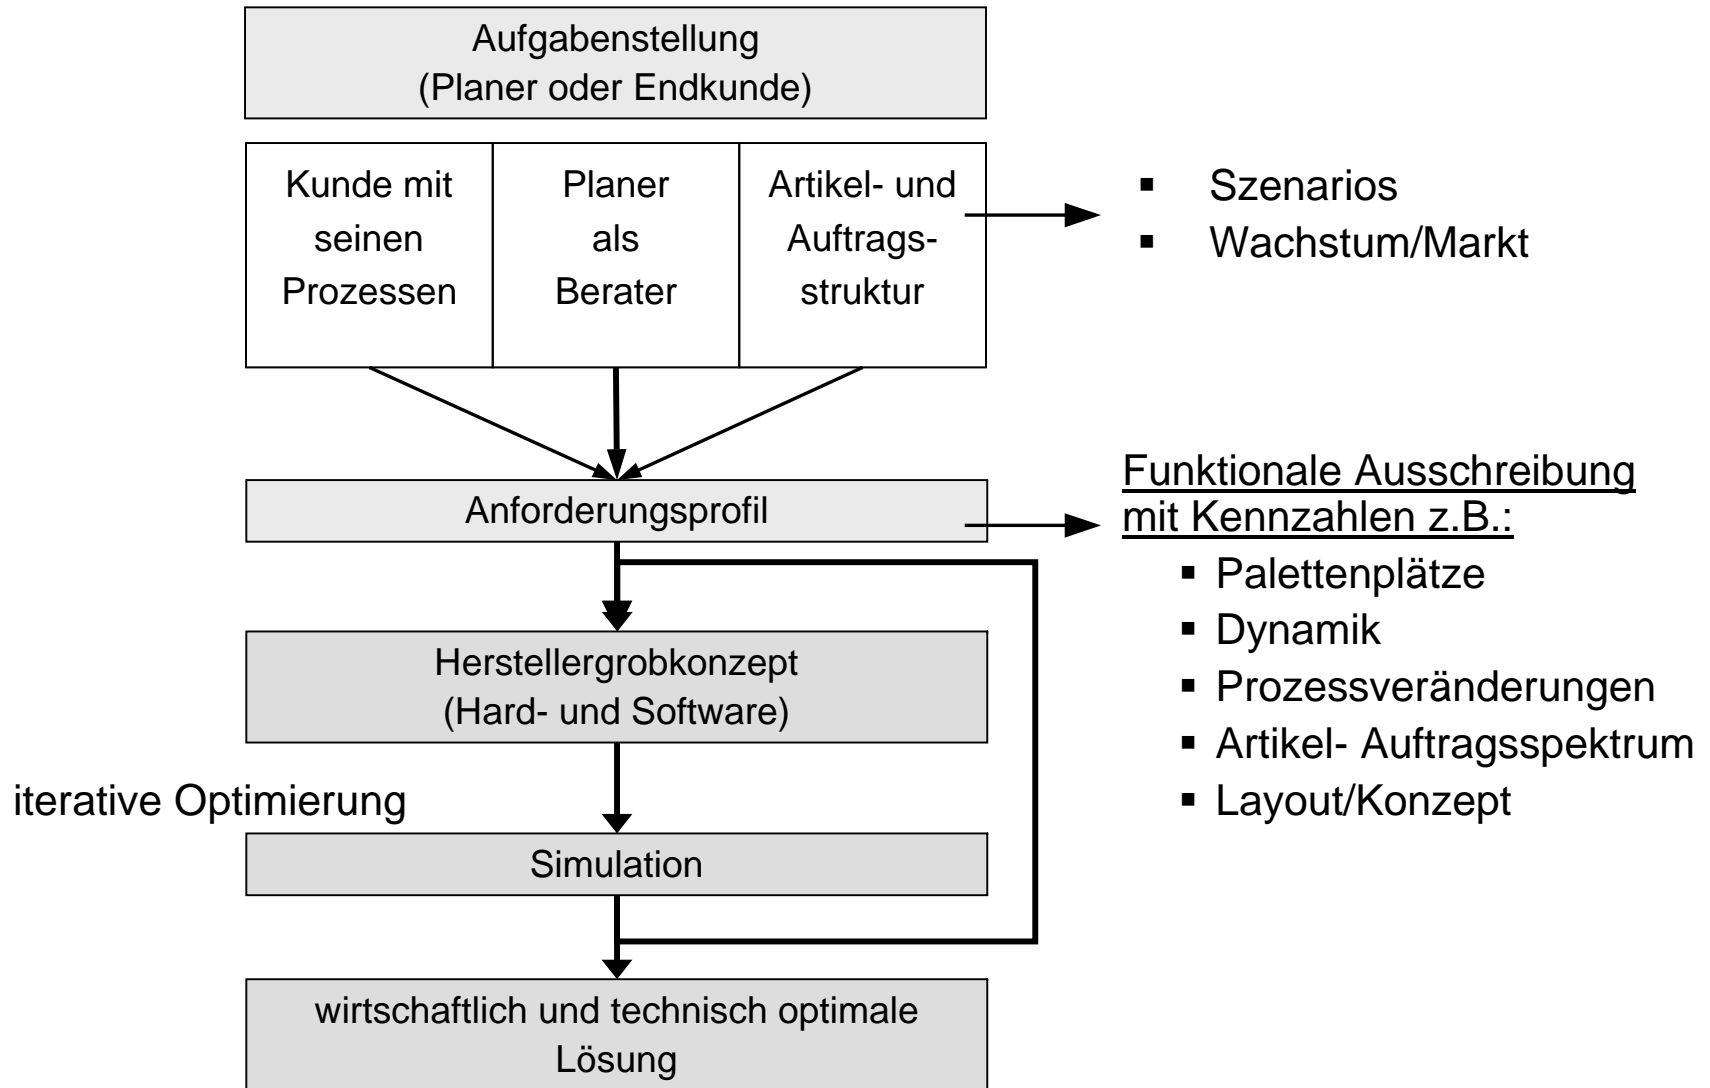 Aufgabenstellung
(Planer oder Endkunde)
Kunde mit
seinen
Prozessen
Planer
als
Berater
Artikel- und
Auftrags-
struktur
▪ Szenarios
▪ Wachstum/Markt
Anforderungsprofil
Funktionale Ausschreibung
mit Kennzahlen z.B.:
▪ Palettenplätze
▪ Dynamik
▪ Prozessveränderungen
▪ Artikel- Auftragsspektrum
▪ Layout/Konzept
Herstellergrobkonzept
(Hard- und Software)
iterative Optimierung
Simulation
wirtschaftlich und technisch optimale
Lösung